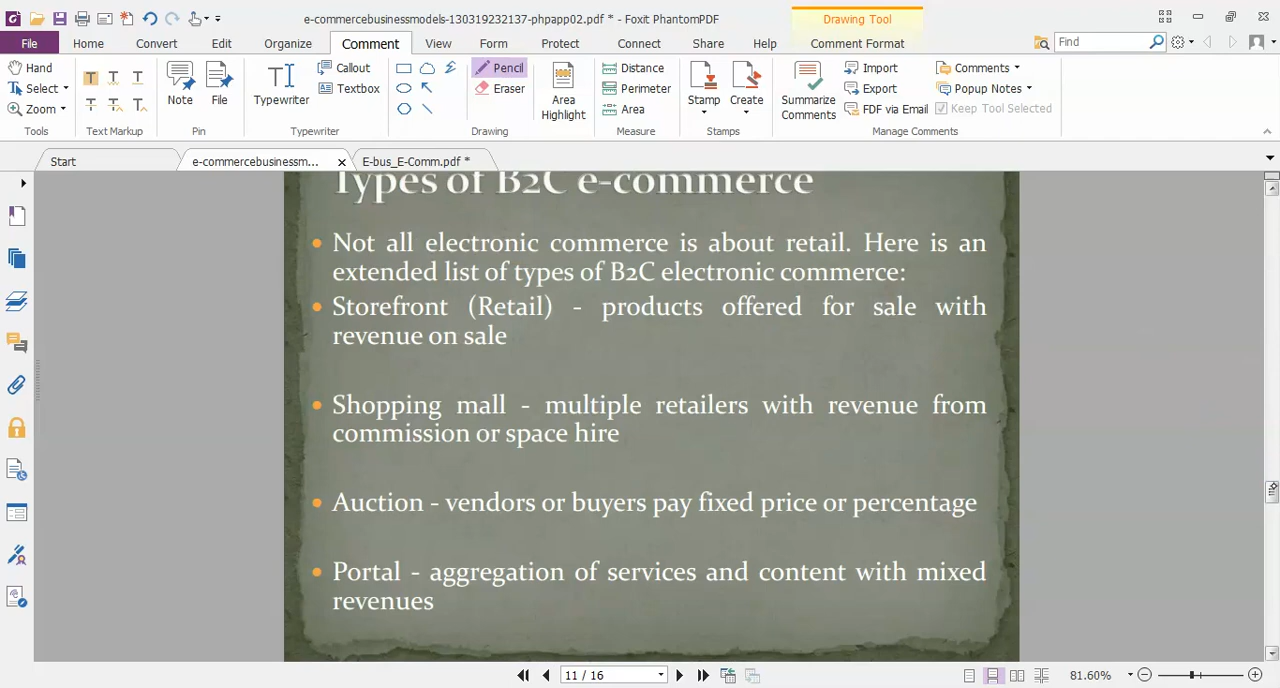 e-commercebusinessmodels-130319232137-phpapp02.pdf * - Foxit PhantomPDF
Drawing Tool
File Home Convert Edit Organize Comment View Form Protect Connect Share Help Comment Format Find
Hand
Select
Zoom
Tools
T T T
T T T
Text Markup
Note
File
Pin
Typewriter
Callout
Textbox
Typewriter
Pencil
Eraser
Drawing
Area
Highlight
Distance
Perimeter
Area
Measure
Stamp
Create
Stamps
Summarize
Comments
Import
Export
FDF via Email
Comments
Popup Notes
Keep Tool Selected
Manage Comments
Start
e-commercebusinessm...
E-bus_E-Comm.pdf *
Types of B2C e-commerce
• Not all electronic commerce is about retail. Here is an
extended list of types of B2C electronic commerce:
• Storefront (Retail) - products offered for sale with
revenue on sale
• Shopping mall - multiple retailers with revenue from
commission or space hire
• Auction - vendors or buyers pay fixed price or percentage
• Portal - aggregation of services and content with mixed
revenues
11 / 16
81.60%